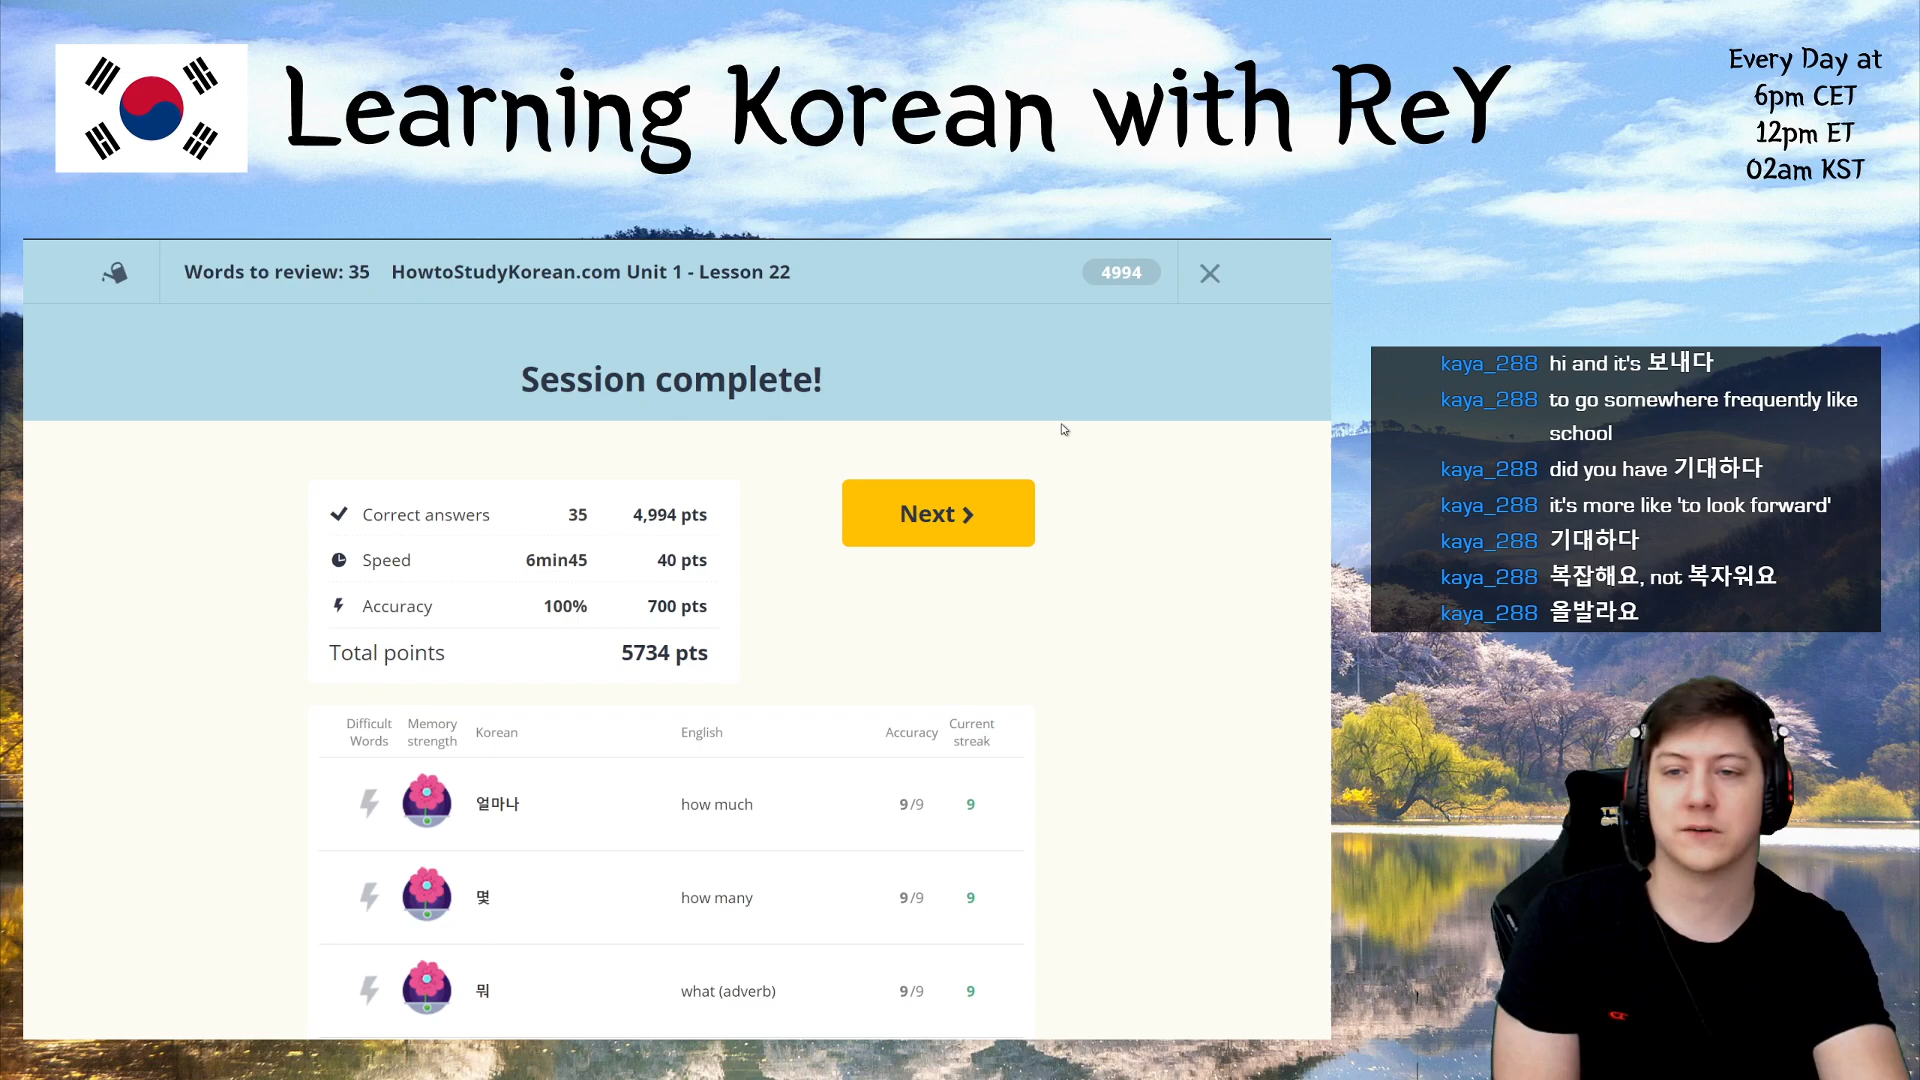 Learning Korean with ReY
Every Day at
6pm CET
12pm ET
02am KST
Words to review: 35 HowtoStudyKorean.com Unit 1 - Lesson 22
4994
Session complete!
Correct answers 35 4,994 pts
Speed 6min45 40 pts
Accuracy 100% 700 pts
Total points 5734 pts
Next
Difficult Words Memory strength Korean English Accuracy Current streak
얼마나 how much 9/9 9
몇 how many 9/9 9
뭐 what (adverb) 9/9 9
kaya_288 hi and it's 보내다
kaya_288 to go somewhere frequently like
school
kaya_288 did you have 기대하다
kaya_288 it's more like 'to look forward'
kaya_288 기대하다
kaya_288 복잡해요, not 복자워요
kaya_288 올발라요